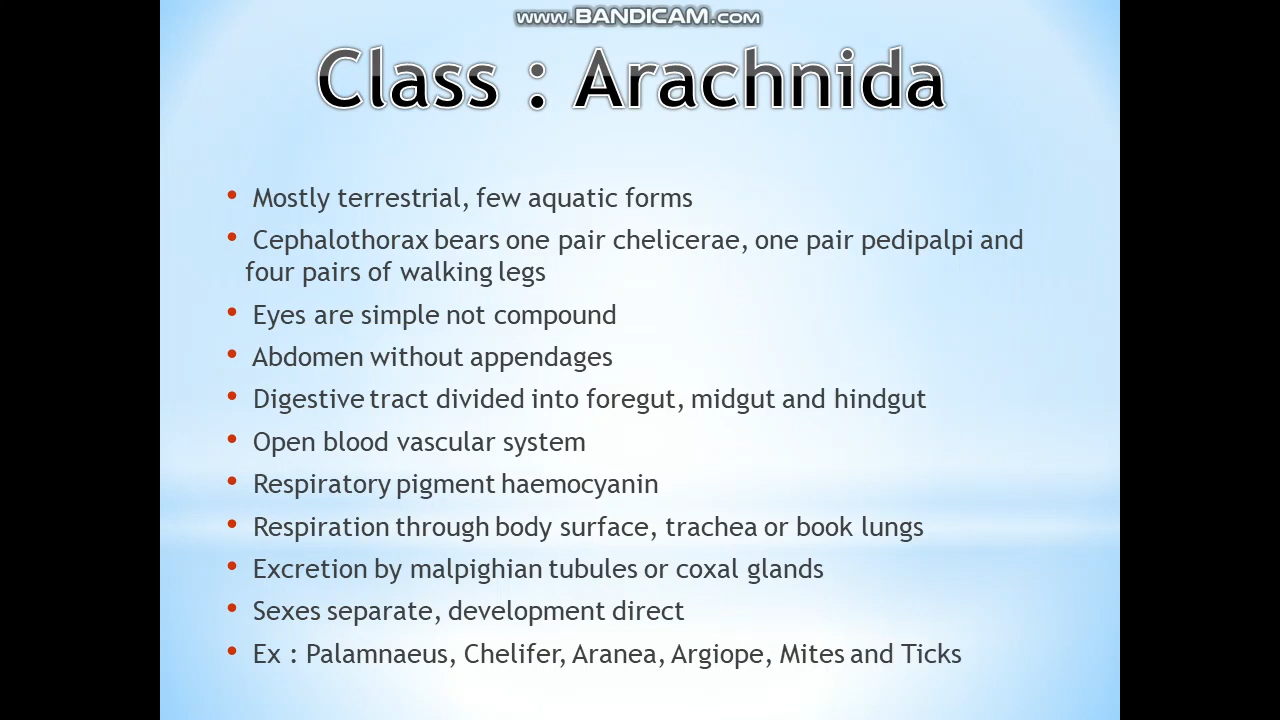 www.BANDICAM.com
Class : Arachnida
• Mostly terrestrial, few aquatic forms
• Cephalothorax bears one pair chelicerae, one pair pedipalpi and
four pairs of walking legs
• Eyes are simple not compound
• Abdomen without appendages
• Digestive tract divided into foregut, midgut and hindgut
• Open blood vascular system
• Respiratory pigment haemocyanin
• Respiration through body surface, trachea or book lungs
• Excretion by malpighian tubules or coxal glands
• Sexes separate, development direct
• Ex : Palamnaeus, Chelifer, Aranea, Argiope, Mites and Ticks